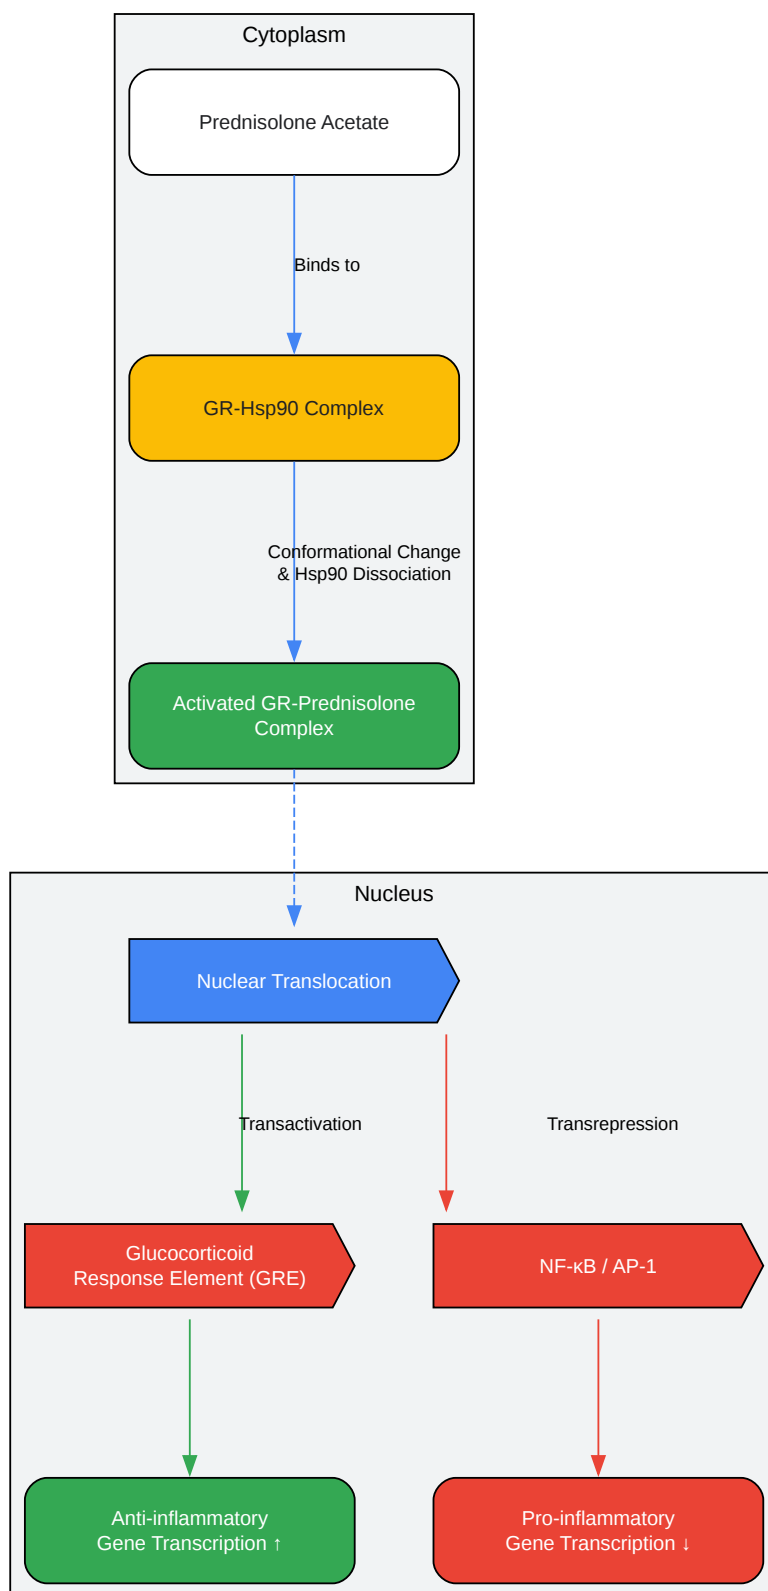 Cytoplasm
Prednisolone Acetate
Binds to
GR-Hsp90 Complex
Conformational Change
& Hsp90 Dissociation
Activated GR-Prednisolone
Complex
Nucleus
Nuclear Translocation
Transactivation
Transrepression
Glucocorticoid
Response Element (GRE)
NF-κB / AP-1
Anti-inflammatory
Gene Transcription ↑
Pro-inflammatory
Gene Transcription ↓